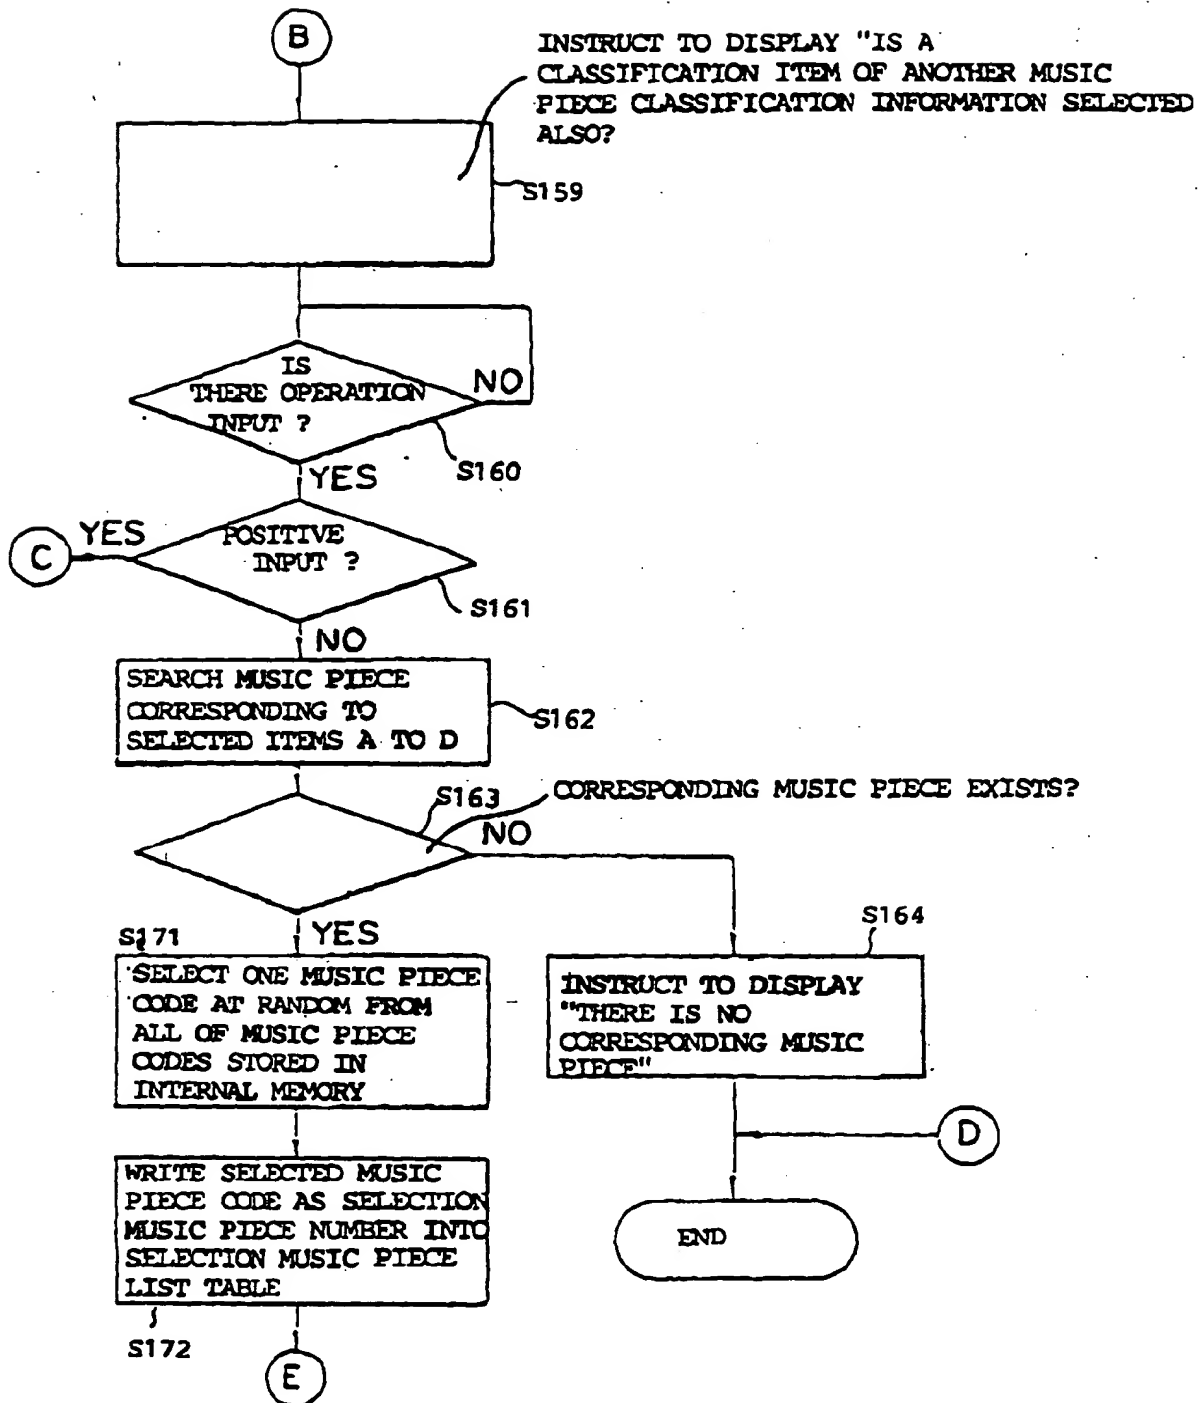 B
INSTRUCT TO DISPLAY "IS A
CLASSIFICATION ITEM OF ANOTHER MUSIC
PIECE CLASSIFICATION INFORMATION SELECTED
ALSO?
S159
IS
THERE OPERATION
INPUT ?
NO
S160
YES
POSITIVE
INPUT ?
YES
C
S161
NO
SEARCH MUSIC PIECE
CORRESPONDING TO
SELECTED ITEMS A TO D
S162
S163
CORRESPONDING MUSIC PIECE EXISTS?
NO
YES
S171
SELECT ONE MUSIC PIECE
CODE AT RANDOM FROM
ALL OF MUSIC PIECE
CODES STORED IN
INTERNAL MEMORY
S164
INSTRUCT TO DISPLAY
"THERE IS NO
CORRESPONDING MUSIC
PIECE"
D
WRITE SELECTED MUSIC
PIECE CODE AS SELECTION
MUSIC PIECE NUMBER INTO
SELECTION MUSIC PIECE
LIST TABLE
END
S172
E